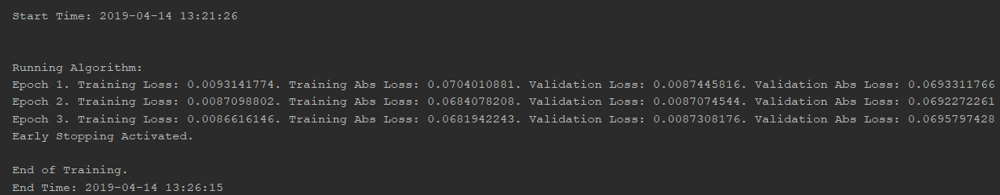 Start Time: 2019-04-14 13:21:26
Running Algorithm:
Epoch 1. Training Loss: 0.0093141774. Training Abs Loss: 0.0704010881. Validation Loss: 0.0087445816. Validation Abs Loss: 0.0693311766
Epoch 2. Training Loss: 0.0087098802. Training Abs Loss: 0.0684078208. Validation Loss: 0.0087074544. Validation Abs Loss: 0.0692272261
Epoch 3. Training Loss: 0.0086616146. Training Abs Loss: 0.0681942243. Validation Loss: 0.0087308176. Validation Abs Loss: 0.0695797428
Early Stopping Activated.
End of Training.
End Time: 2019-04-14 13:26:15